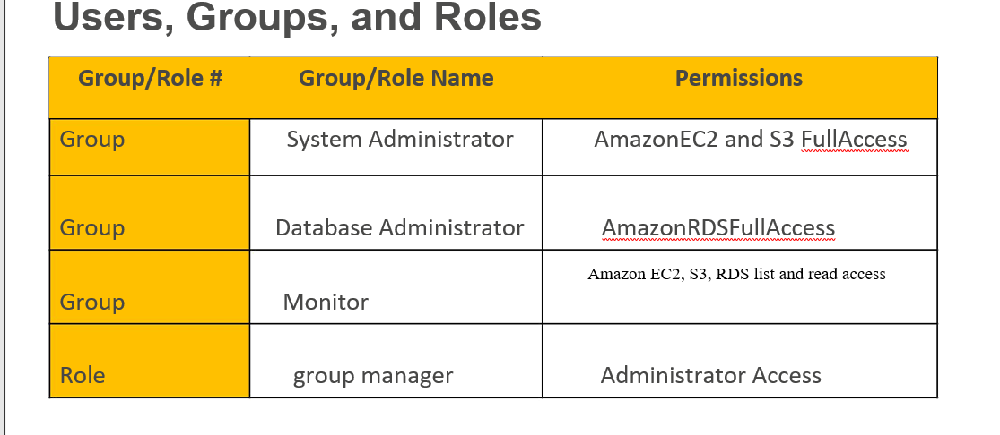 Users, Groups, and Roles
Group/Role # Group/Role Name Permissions
Group System Administrator AmazonEC2 and S3 FullAccess
Group Database Administrator AmazonRDSFullAccess
Group Monitor Amazon EC2, S3, RDS list and read access
Role group manager Administrator Access